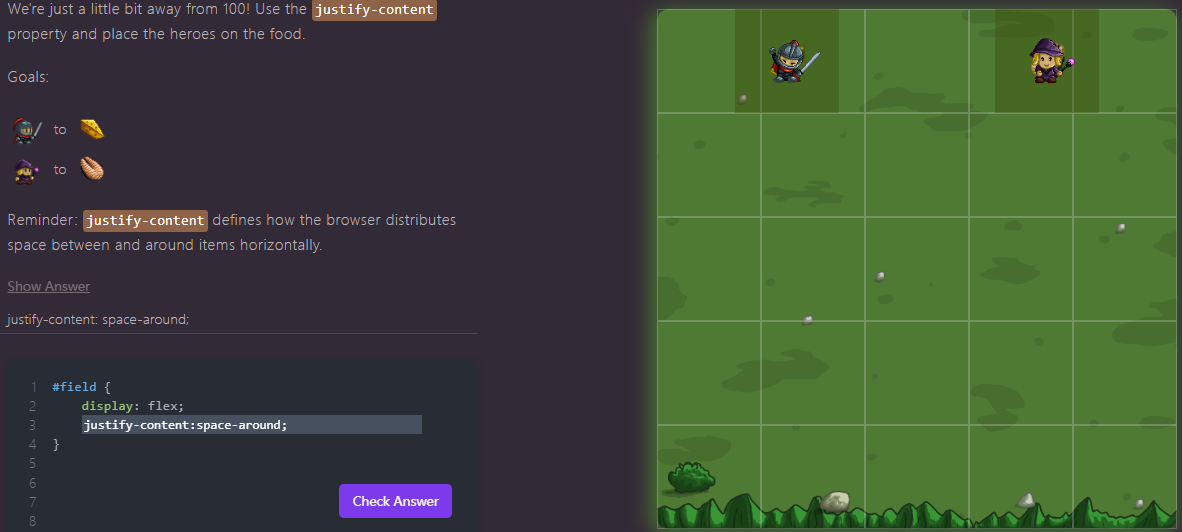 We're just a little bit away from 100! Use the justify-content
property and place the heroes on the food.
Goals:
to
to
Reminder: justify-content defines how the browser distributes
space between and around items horizontally.
Show Answer
justify-content: space-around;
1 #field {
2 display: flex;
3 justify-content:space-around;
4 }
5
6
7
8
Check Answer